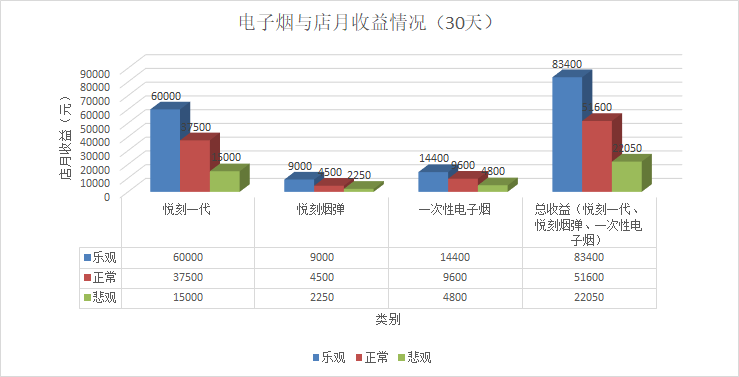 电子烟与店月收益情况（30天）
店月收益（元）
90000
80000
70000
60000
50000
40000
30000
20000
10000
0
60000
37500
15000
9000
4500
2250
14400
9600
4800
83400
51600
22050
悦刻一代
悦刻烟弹
一次性电子烟
总收益（悦刻一代、
悦刻烟弹、一次性电
子烟）
乐观 60000 9000 14400 83400
正常 37500 4500 9600 51600
悲观 15000 2250 4800 22050
类别
乐观 正常 悲观